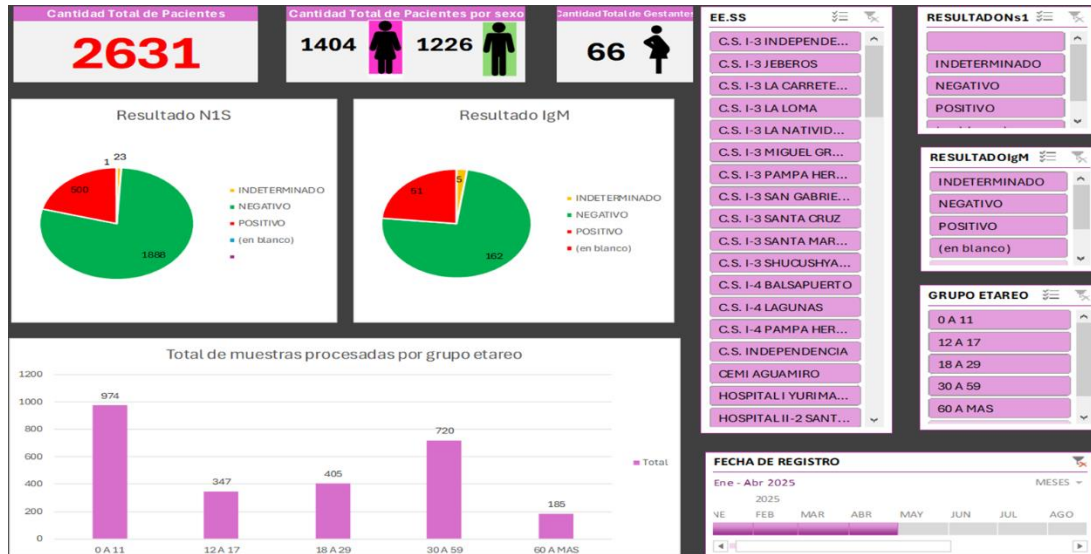 Cantidad Total de Pacientes
2631
Cantidad Total de Pacientes por sexo
1404 1226
Cantidad Total de Gestantes
66
Resultado N1S
1 23
500
1888
INDETERMINADO
NEGATIVO
POSITIVO
(en blanco)
Resultado IgM
51
5
162
INDETERMINADO
NEGATIVO
POSITIVO
(en blanco)
Total de muestras procesadas por grupo etareo
1200
1000
800
600
400
200
0
974
347
405
720
185
0 A 11 12 A 17 18 A 29 30 A 59 60 A MAS
Total
EE.SS
C.S. I-3 INDEPENDE...
C.S. I-3 JEBEROS
C.S. I-3 LA CARRETE...
C.S. I-3 LA LOMA
C.S. I-3 LA NATIVID...
C.S. I-3 MIGUEL GR...
C.S. I-3 PAMPA HER...
C.S. I-3 SAN GABRIE...
C.S. I-3 SANTA CRUZ
C.S. I-3 SANTA MAR...
C.S. I-3 SHUCUSHYA...
C.S. I-4 BALSAPUERTO
C.S. I-4 LAGUNAS
C.S. I-4 PAMPA HER...
C.S. INDEPENDENCIA
CEMI AGUAMIRO
HOSPITAL I YURIMA...
HOSPITAL II-2 SANT...
RESULTADONs1
INDETERMINADO
NEGATIVO
POSITIVO
RESULTADOIgM
INDETERMINADO
NEGATIVO
POSITIVO
(en blanco)
GRUPO ETAREO
0 A 11
12 A 17
18 A 29
30 A 59
60 A MAS
FECHA DE REGISTRO
Ene - Abr 2025 MESES
2025
NE FEB MAR ABR MAY JUN JUL AGO